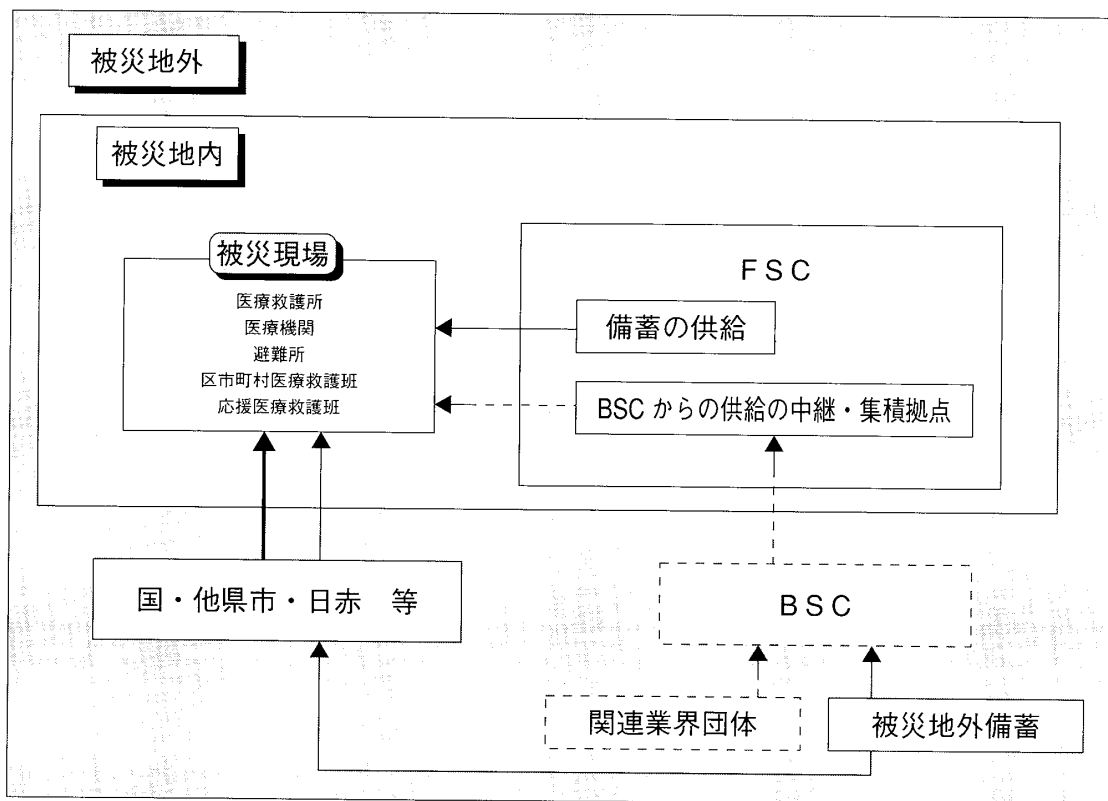 被災地外
被災地内
被災現場
医療救護所
医療機関
避難所
区市町村医療救護班
応援医療救護班
FSC
備蓄の供給
BSCからの供給の中継・集積拠点
国・他県市・日赤 等
BSC
関連業界団体
被災地外備蓄